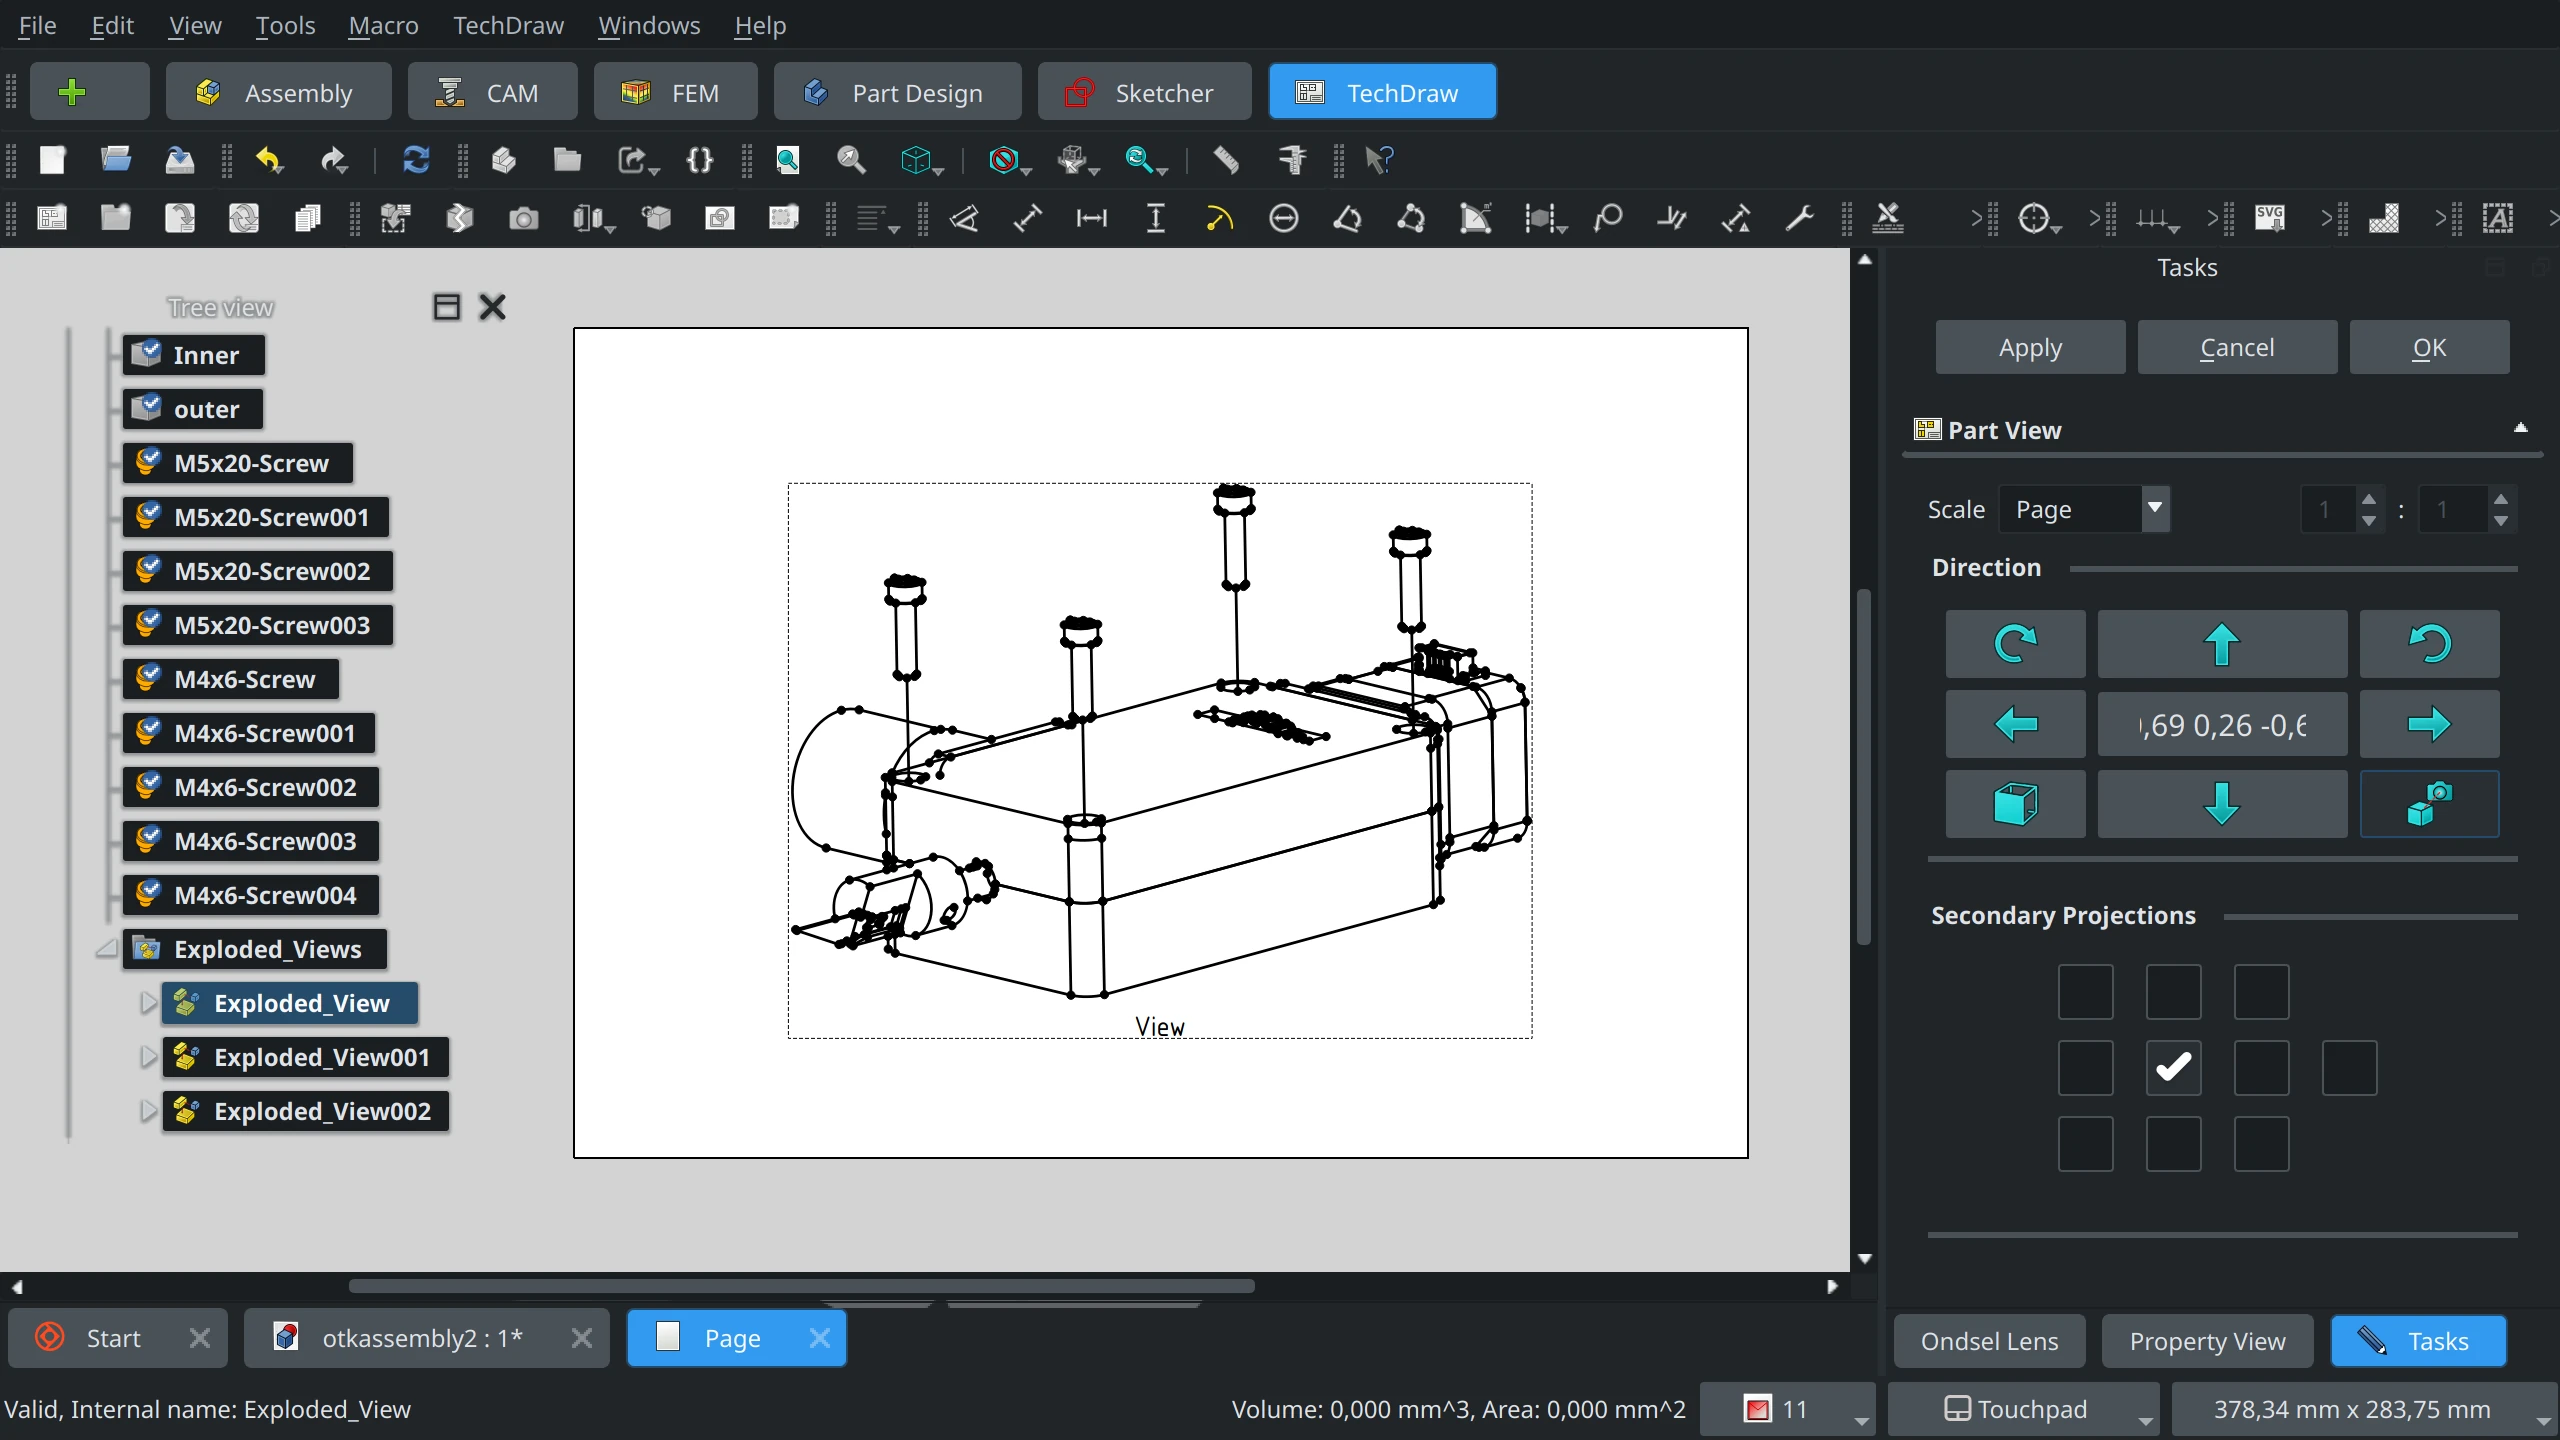 File Edit View Tools Macro TechDraw Windows Help
Assembly CAM FEM Part Design Sketcher TechDraw
SVG
Tree view
Inner
outer
M5x20-Screw
M5x20-Screw001
M5x20-Screw002
M5x20-Screw003
M4x6-Screw
M4x6-Screw001
M4x6-Screw002
M4x6-Screw003
M4x6-Screw004
Exploded_Views
Exploded_View
Exploded_View001
Exploded_View002
View
Tasks
Apply Cancel OK
Part View
Scale Page 1 : 1
Direction
,69 0,26 -0,6
Secondary Projections
Start otkassembly2 : 1* Page
Ondsel Lens Property View Tasks
Valid, Internal name: Exploded_View
Volume: 0,000 mm^3, Area: 0,000 mm^2 11 Touchpad 378,34 mm x 283,75 mm